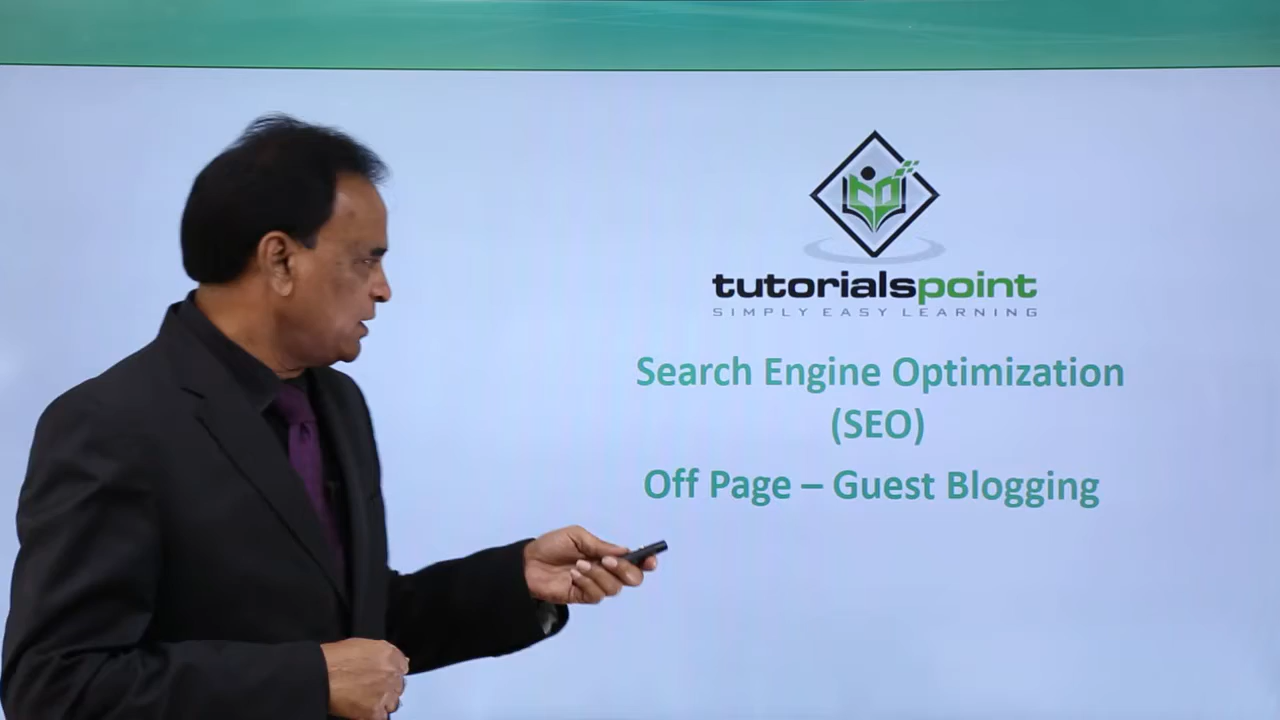 tutorialspoint
SIMPLY EASY LEARNING
Search Engine Optimization
(SEO)
Off Page – Guest Blogging